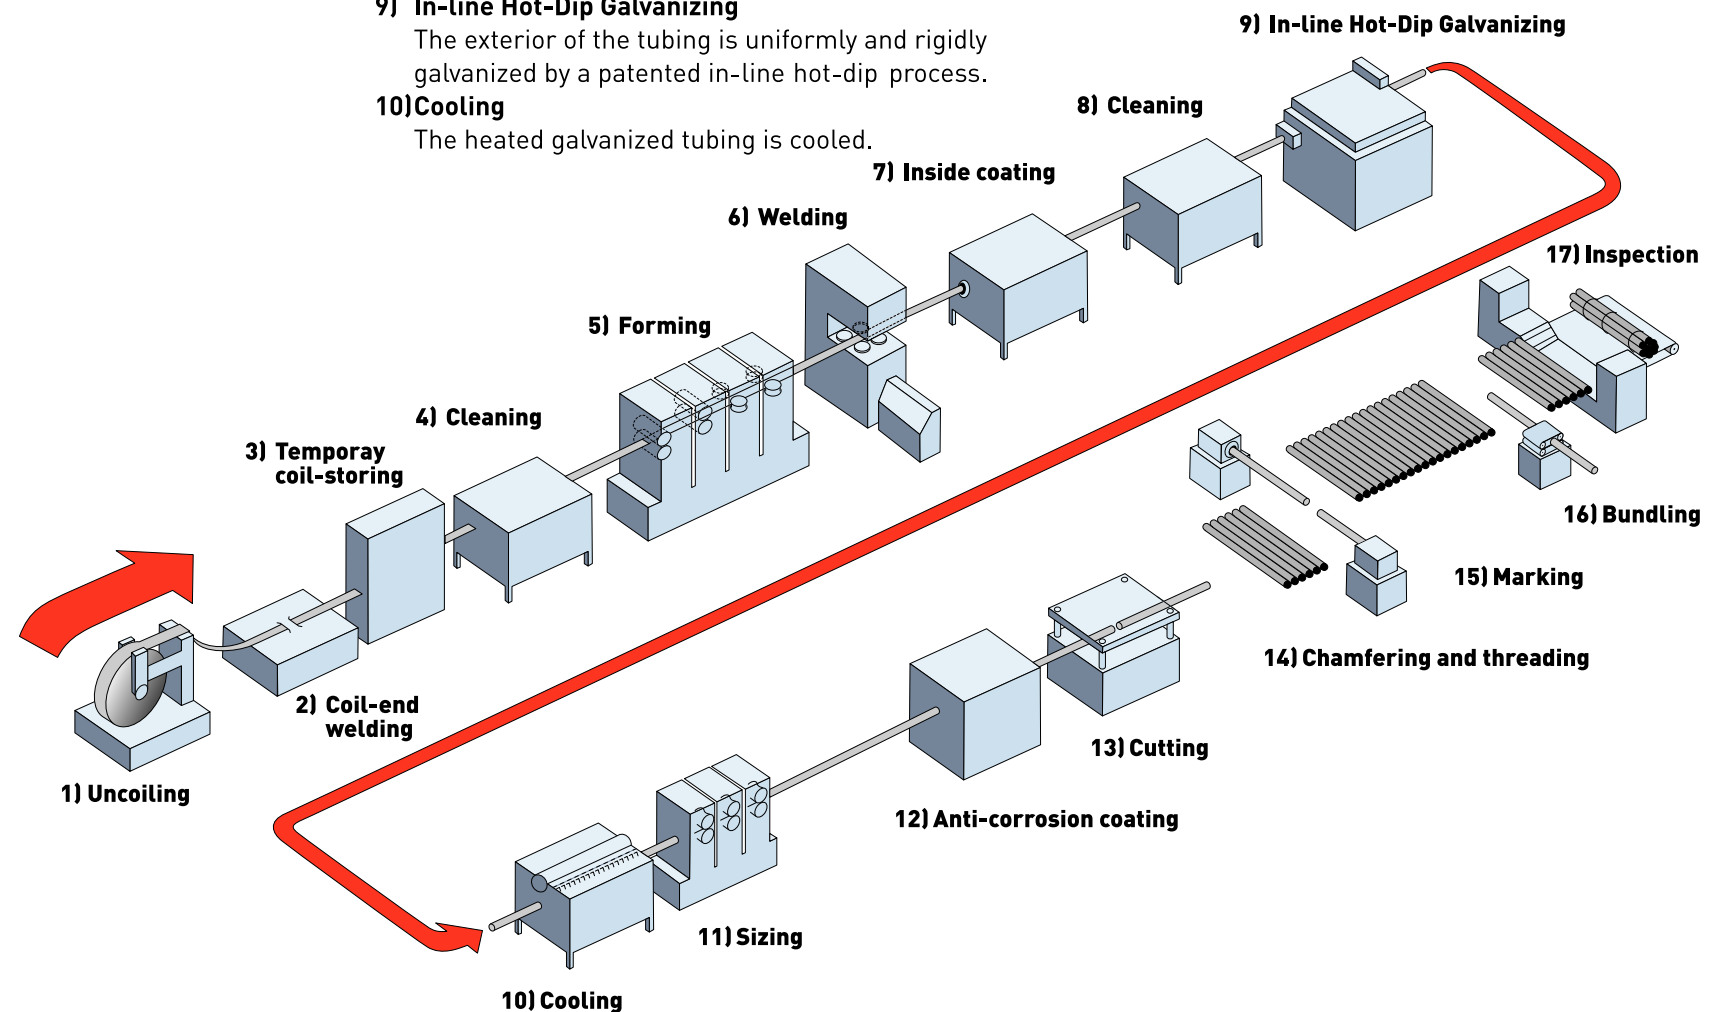 9) In-line Hot-Dip Galvanizing
The exterior of the tubing is uniformly and rigidly
galvanized by a patented in-line hot-dip process.
10)Cooling
The heated galvanized tubing is cooled.
9) In-line Hot-Dip Galvanizing
8) Cleaning
7) Inside coating
6) Welding
5) Forming
4) Cleaning
3) Temporay
coil-storing
2) Coil-end
welding
1) Uncoiling
17) Inspection
16) Bundling
15) Marking
14) Chamfering and threading
13) Cutting
12) Anti-corrosion coating
11) Sizing
10) Cooling